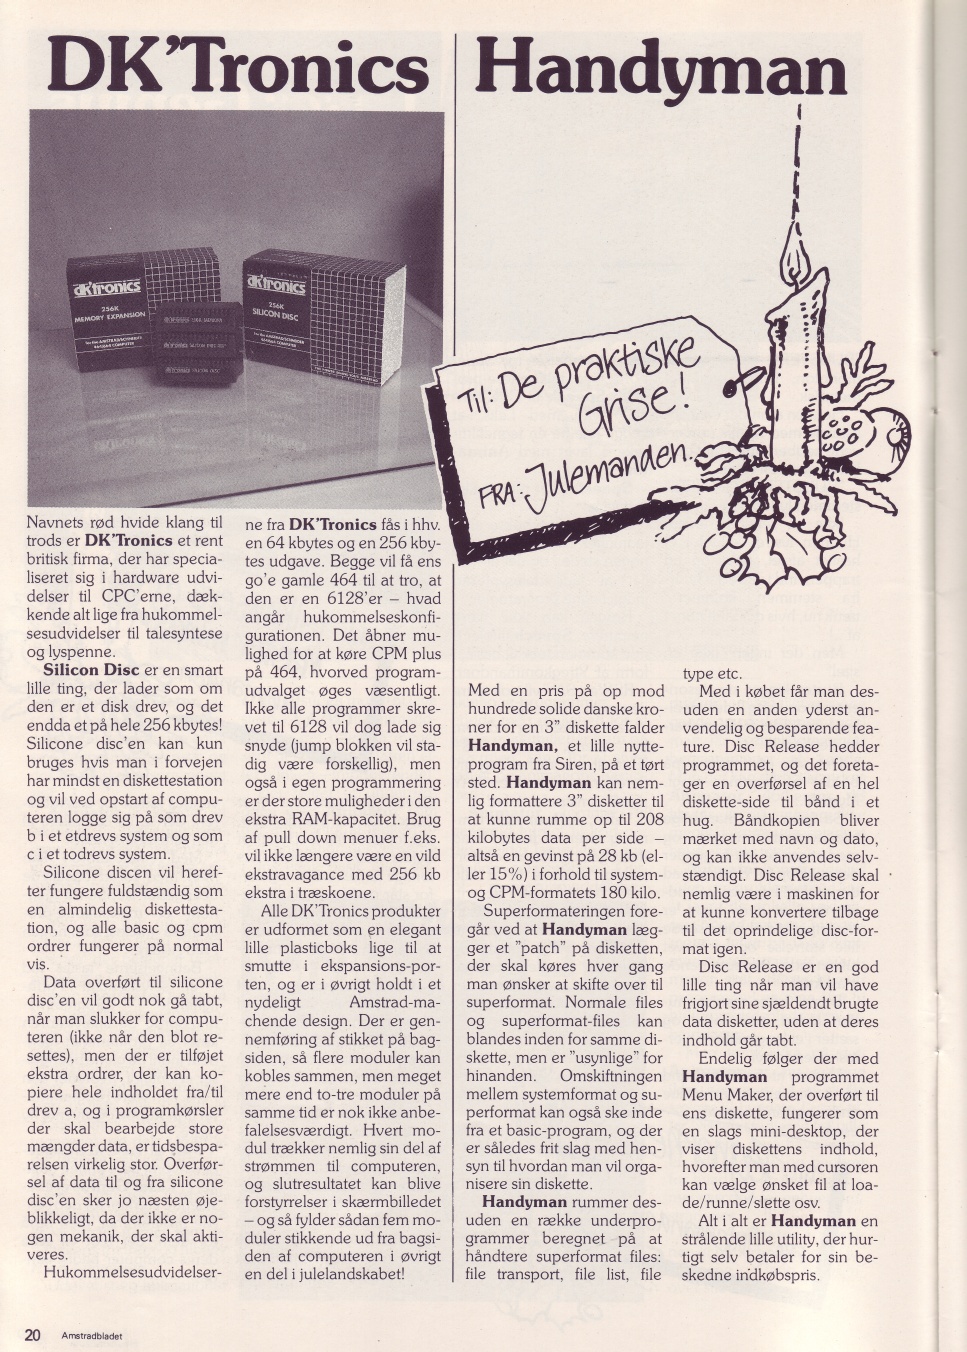 DK'Tronics
dk'tronics
256K
MEMORY EXPANSION
for the AMSTRAD/SCHNEIDER
464/664 COMPUTER
dk'tronics
256K
SILICON DISC
for the AMSTRAD/SCHNEIDER
464/664 COMPUTER
Navnets rød hvide klang til
trods er DK'Tronics et rent
britisk firma, der har specia-
liseret sig i hardware udvi-
delser til CPC'erne, dæk-
kende alt lige fra hukommel-
sesudvidelser til talesyntese
og lyspenne.
Silicon Disc er en smart
lille ting, der lader som om
den er et disk drev, og det
endda et på hele 256 kbytes!
Silicone disc'en kan kun
bruges hvis man i forvejen
har mindst en diskettestation
og vil ved opstart af compu-
teren logge sig på som drev
b i et etdrevs system og som
c i et todrevs system.
Silicone discen vil heref-
ter fungere fuldstændig som
en almindelig diskettesta-
tion, og alle basic og cpm
ordrer fungerer på normal
vis.
Data overført til silicone
disc'en vil godt nok gå tabt,
når man slukker for compu-
teren (ikke når den blot re-
settes), men der er tilføjet
ekstra ordrer, der kan ko-
piere hele indholdet fra/til
drev a, og i programkørsler
der skal bearbejde store
mængder data, er tidsbespa-
relsen virkelig stor. Overfør-
sel af data til og fra silicone
disc'en sker jo næsten øje-
blikkeligt, da der ikke er no-
gen mekanik, der skal akti-
veres.
Hukommelsesudvidelser-
ne fra DK'Tronics fås i hhv.
en 64 kbytes og en 256 kby-
tes udgave. Begge vil få ens
go'e gamle 464 til at tro, at
den er en 6128'er – hvad
angår hukommelseskonfi-
gurationen. Det åbner mu-
lighed for at køre CPM plus
på 464, hvorved program-
udvalget øges væsentligt.
Ikke alle programmer skre-
vet til 6128 vil dog lade sig
snyde (jump blokken vil sta-
dig være forskellig), men
også i egen programmering
er der store muligheder i den
ekstra RAM-kapacitet. Brug
af pull down menuer f.eks.
vil ikke længere være en vild
ekstravagance med 256 kb
ekstra i træskoene.
Alle DK'Tronics produkter
er udformet som en elegant
lille plasticboks lige til at
smutte i ekspansions-por-
ten, og er i øvrigt holdt i et
nydeligt Amstrad-ma-
chende design. Der er gen-
nemføring af stikket på bag-
siden, så flere moduler kan
kobles sammen, men meget
mere end to-tre moduler på
samme tid er nok ikke anbe-
falelsesværdigt. Hvert mo-
dul trækker nemlig sin del af
strømmen til computeren,
og slutresultatet kan blive
forstyrrelser i skærmbilledet
– og så fylder sådan fem mo-
duler stikkende ud fra bagsi-
den af computeren i øvrigt
en del i julelandskabet!
Handyman
Til: De praktiske
Grise!
FRA: Julemanden.
Med en pris på op mod
hundrede solide danske kro-
ner for en 3" diskette falder
Handyman, et lille nytte-
program fra Siren, på et tørt
sted. Handyman kan nem-
lig formattere 3" disketter til
at kunne rumme op til 208
kilobytes data per side –
altså en gevinst på 28 kb (el-
ler 15%) i forhold til system-
og CPM-formatets 180 kilo.
Superformateringen fore-
går ved at Handyman læg-
ger et "patch" på disketten,
der skal køres hver gang
man ønsker at skifte over til
superformat. Normale files
og superformat-files kan
blandes inden for samme di-
skette, men er "usynlige" for
hinanden. Omskiftningen
mellem systemformat og su-
performat kan også ske inde
fra et basic-program, og der
er således frit slag med hen-
syn til hvordan man vil orga-
nisere sin diskette.
Handyman rummer des-
uden en række underpro-
grammer beregnet på at
håndtere superformat files:
file transport, file list, file
type etc.
Med i købet får man des-
uden en anden yderst an-
vendelig og besparende fea-
ture. Disc Release hedder
programmet, og det foreta-
ger en overførsel af en hel
diskette-side til bånd i et
hug. Båndkopien bliver
mærket med navn og dato,
og kan ikke anvendes selv-
stændigt. Disc Release skal
nemlig være i maskinen for
at kunne konvertere tilbage
til det oprindelige disc-for-
mat igen.
Disc Release er en god
lille ting når man vil have
frigjort sine sjældendt brugte
data disketter, uden at deres
indhold går tabt.
Endelig følger der med
Handyman programmet
Menu Maker, der overført til
ens diskette, fungerer som
en slags mini-desktop, der
viser diskettens indhold,
hvorefter man med cursoren
kan vælge ønsket fil at loa-
de/runne/slette osv.
Alt i alt er Handyman en
strålende lille utility, der hur-
tigt selv betaler for sin be-
skedne indkøbspris.
20 Amstradbladet